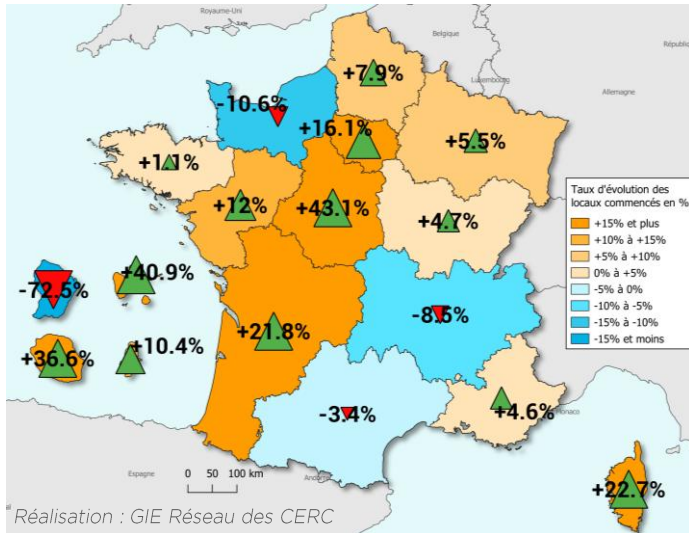 Royaume-Uni
Belgique
Luxembourg
Allemagne
+7.9%
-10.6%
+16.1%
+5.5%
+1.1%
+12%
+43.1%
+4.7%
Taux d'évolution des
locaux commencés en %
+15% et plus
+10% à +15%
+5% à +10%
0% à +5%
-5% à 0%
-10% à -5%
-15% à -10%
-15% et moins
+40.9%
-72.5%
+36.6%
+10.4%
+21.8%
-8.5%
-3.4%
+4.6%
Monaco
Espagne
0 50 100 km
+22.7%
Réalisation : GIE Réseau des CERC